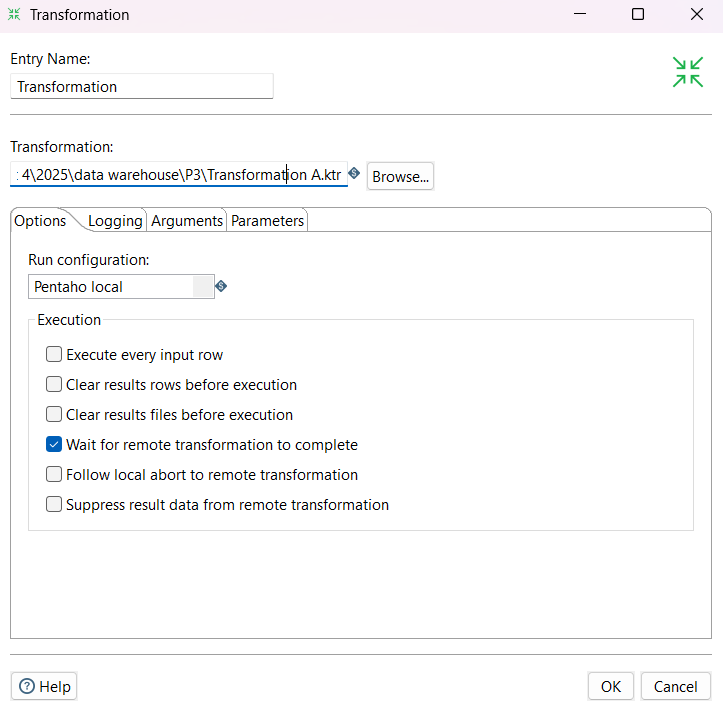 Transformation
Entry Name:
Transformation
Transformation:
: 4\2025\data warehouse\P3\Transformation A.ktr
Browse...
Options Logging Arguments Parameters
Run configuration:
Pentaho local
Execution
Execute every input row
Clear results rows before execution
Clear results files before execution
Wait for remote transformation to complete
Follow local abort to remote transformation
Suppress result data from remote transformation
Help OK Cancel